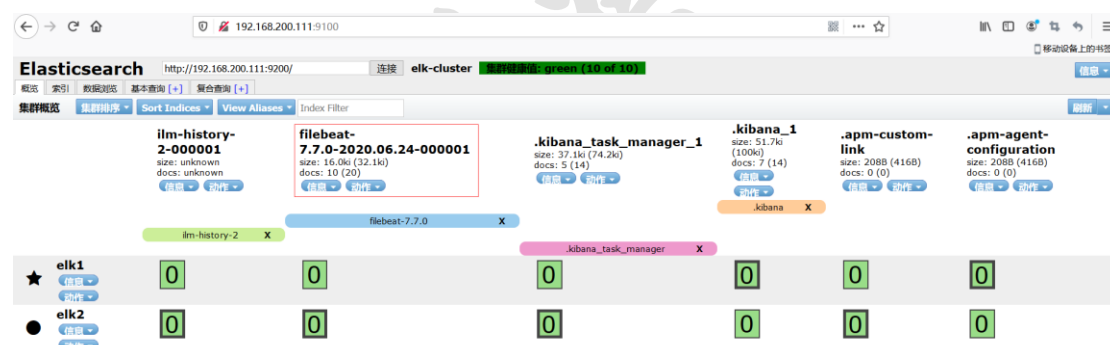 192.168.200.111:9100
移动设备上的书签
Elasticsearch http://192.168.200.111:9200/ 连接 elk-cluster 集群健康值: green (10 of 10) 信息
概览 索引 数据浏览 基本查询 [+] 复合查询 [+]
集群概览 集群排序 Sort Indices View Aliases Index Filter 刷新
ilm-history-
2-000001
size: unknown
docs: unknown
信息 动作
filebeat-
7.7.0-2020.06.24-000001
size: 16.0ki (32.1ki)
docs: 10 (20)
信息 动作
.kibana_task_manager_1
size: 37.1ki (74.2ki)
docs: 5 (14)
信息 动作
.kibana_1
size: 51.7ki
(100ki)
docs: 7 (14)
信息
动作
.apm-custom-
link
size: 208B (416B)
docs: 0 (0)
信息 动作
.apm-agent-
configuration
size: 208B (416B)
docs: 0 (0)
信息 动作
.kibana X
filebeat-7.7.0 X
ilm-history-2 X
.kibana_task_manager X
elk1
信息
动作
0 0 0 0 0 0
elk2
信息
动作
0 0 0 0 0 0